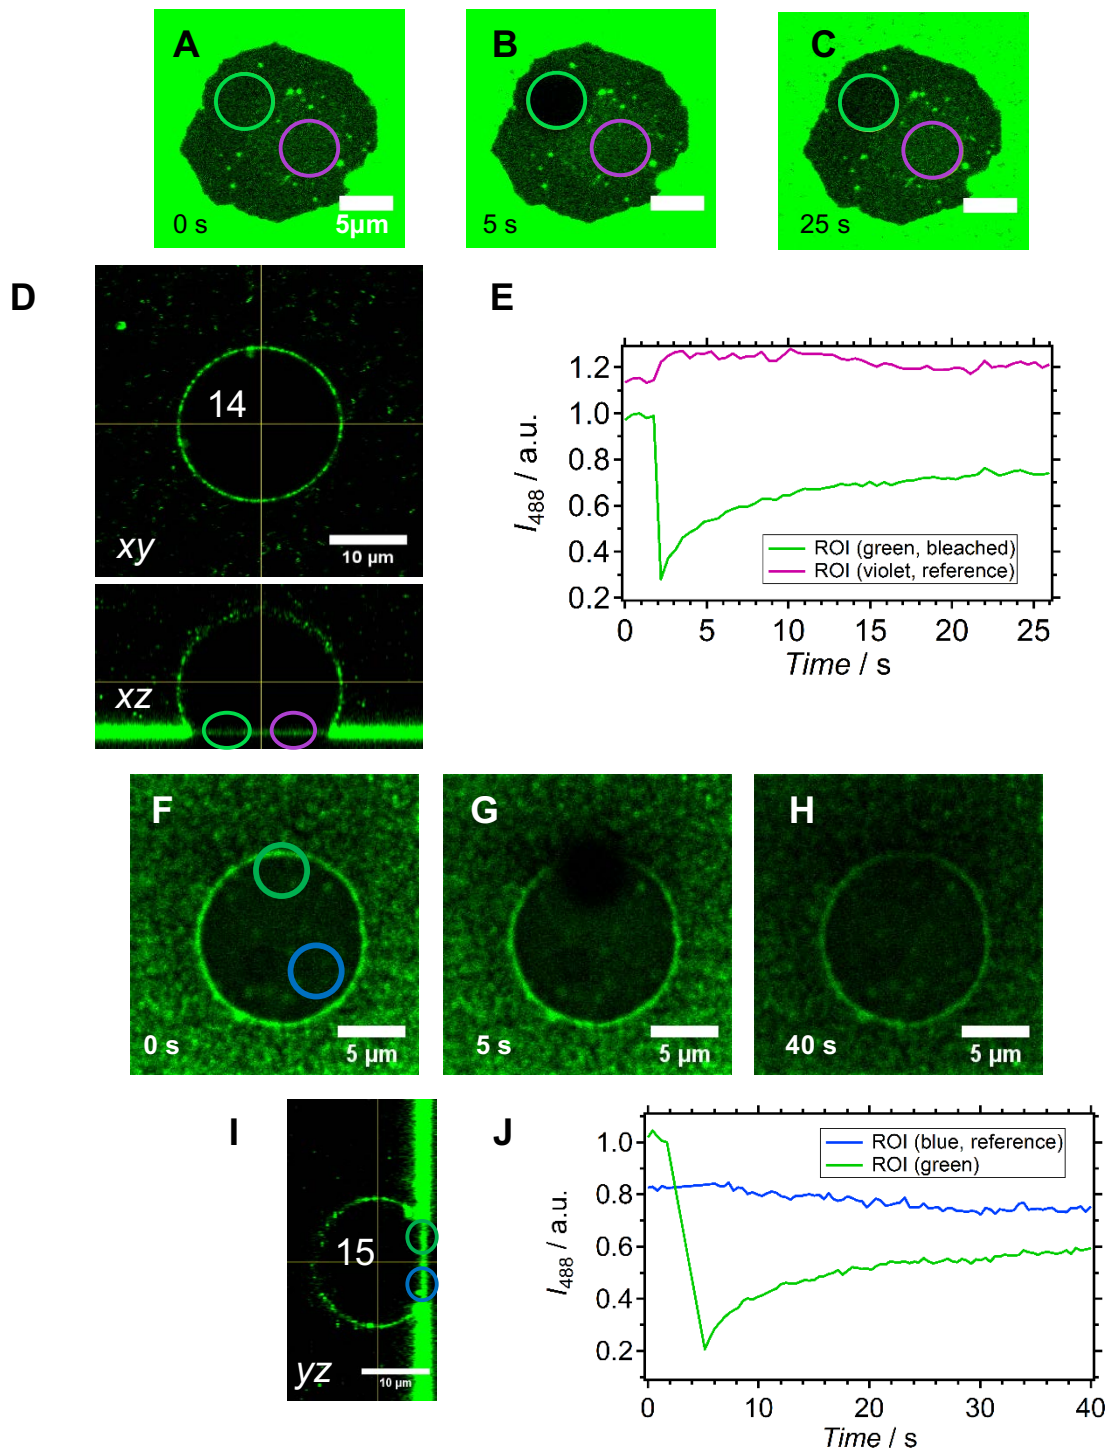 A
B
C
0 s
5µm
5 s
25 s
D
14
10 µm
xy
xz
E
I488 / a.u.
1.2
1.0
0.8
0.6
0.4
0.2
ROI (green, bleached)
ROI (violet, reference)
0 5 10 15 20 25
Time / s
F
G
H
0 s
5 µm
5 s
5 µm
40 s
5 µm
I
15
10 µm
yz
J
I488 / a.u.
1.0
0.8
0.6
0.4
0.2
ROI (blue, reference)
ROI (green)
0 10 20 30 40
Time / s